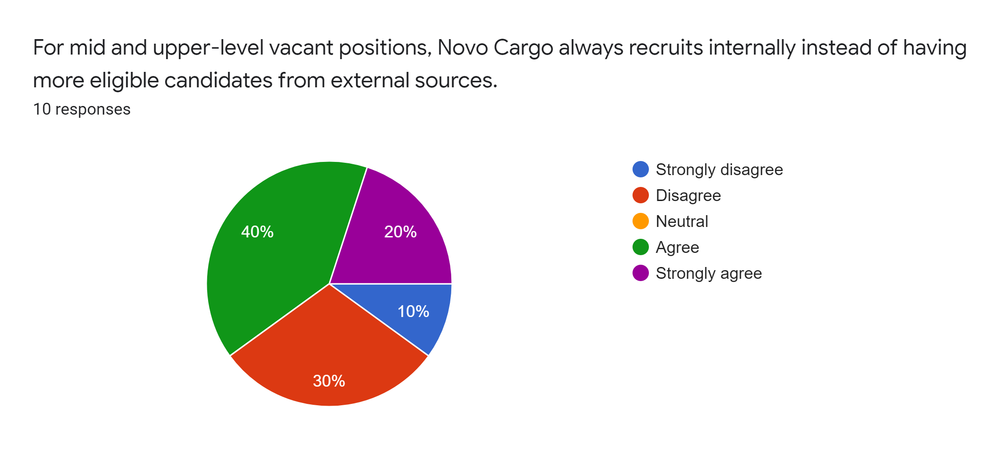 For mid and upper-level vacant positions, Novo Cargo always recruits internally instead of having
more eligible candidates from external sources.
10 responses
Strongly disagree
Disagree
Neutral
Agree
Strongly agree
40%
20%
10%
30%